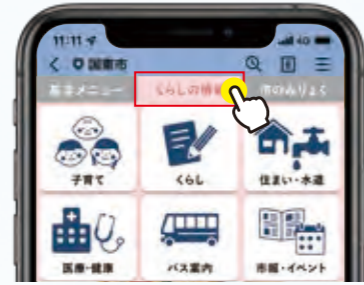 11:11
4G
国東市
基本メニュー くらしの情報 市のみりょく
子育て くらし 住まい・水道
医療・健康 バス案内 市報・イベント